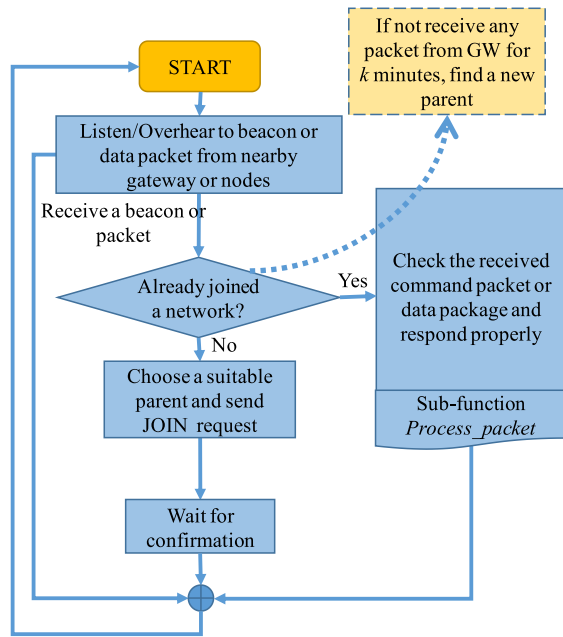 START
If not receive any
packet from GW for
k minutes, find a new
parent
Listen/Overhear to beacon or
data packet from nearby
gateway or nodes
Receive a beacon or
packet
Already joined
a network?
Yes
Check the received
command packet or
data package and
respond properly
No
Choose a suitable
parent and send
JOIN request
Sub-function
Process_packet
Wait for
confirmation